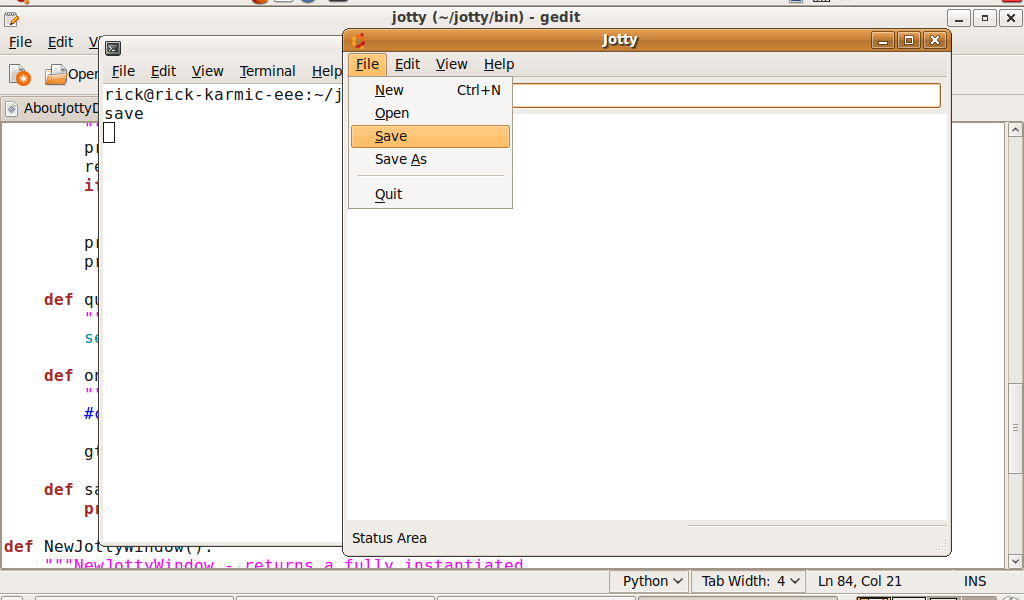 jotty (~/jotty/bin) - gedit
File Edit
Open
AboutJottyD
File Edit View Terminal Help
rick@rick-karmic-eee:~/j
save
Jotty
File Edit View Help
New Ctrl+N
Open
Save
Save As
Quit
Status Area
"""
pr
re
if
pr
pr
def qu
""
se
def on
""
#c
gt
def sa
pr
def NewJottyWindow():
"""NewJottyWindow - returns a fully instantiated
Python Tab Width: 4 Ln 84, Col 21 INS